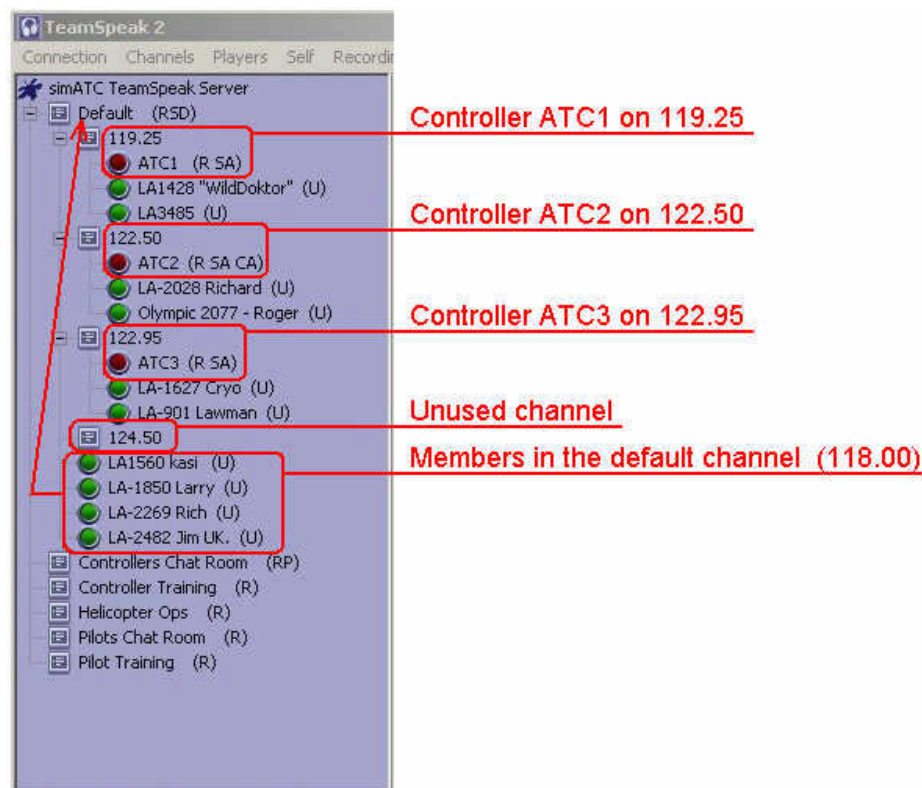 TeamSpeak 2
Connection Channels Players Self Recordi
simATC TeamSpeak Server
Default (RSD)
119.25
ATC1 (R SA)
LA1428 "WildDoktor" (U)
LA3485 (U)
122.50
ATC2 (R SA CA)
LA-2028 Richard (U)
Olympic 2077 - Roger (U)
122.95
ATC3 (R SA)
LA-1627 Cryo (U)
LA-901 Lawman (U)
124.50
LA1560 kasi (U)
LA-1850 Larry (U)
LA-2269 Rich (U)
LA-2482 Jim UK. (U)
Controllers Chat Room (RP)
Controller Training (R)
Helicopter Ops (R)
Pilots Chat Room (R)
Pilot Training (R)
Controller ATC1 on 119.25
Controller ATC2 on 122.50
Controller ATC3 on 122.95
Unused channel
Members in the default channel (118.00)